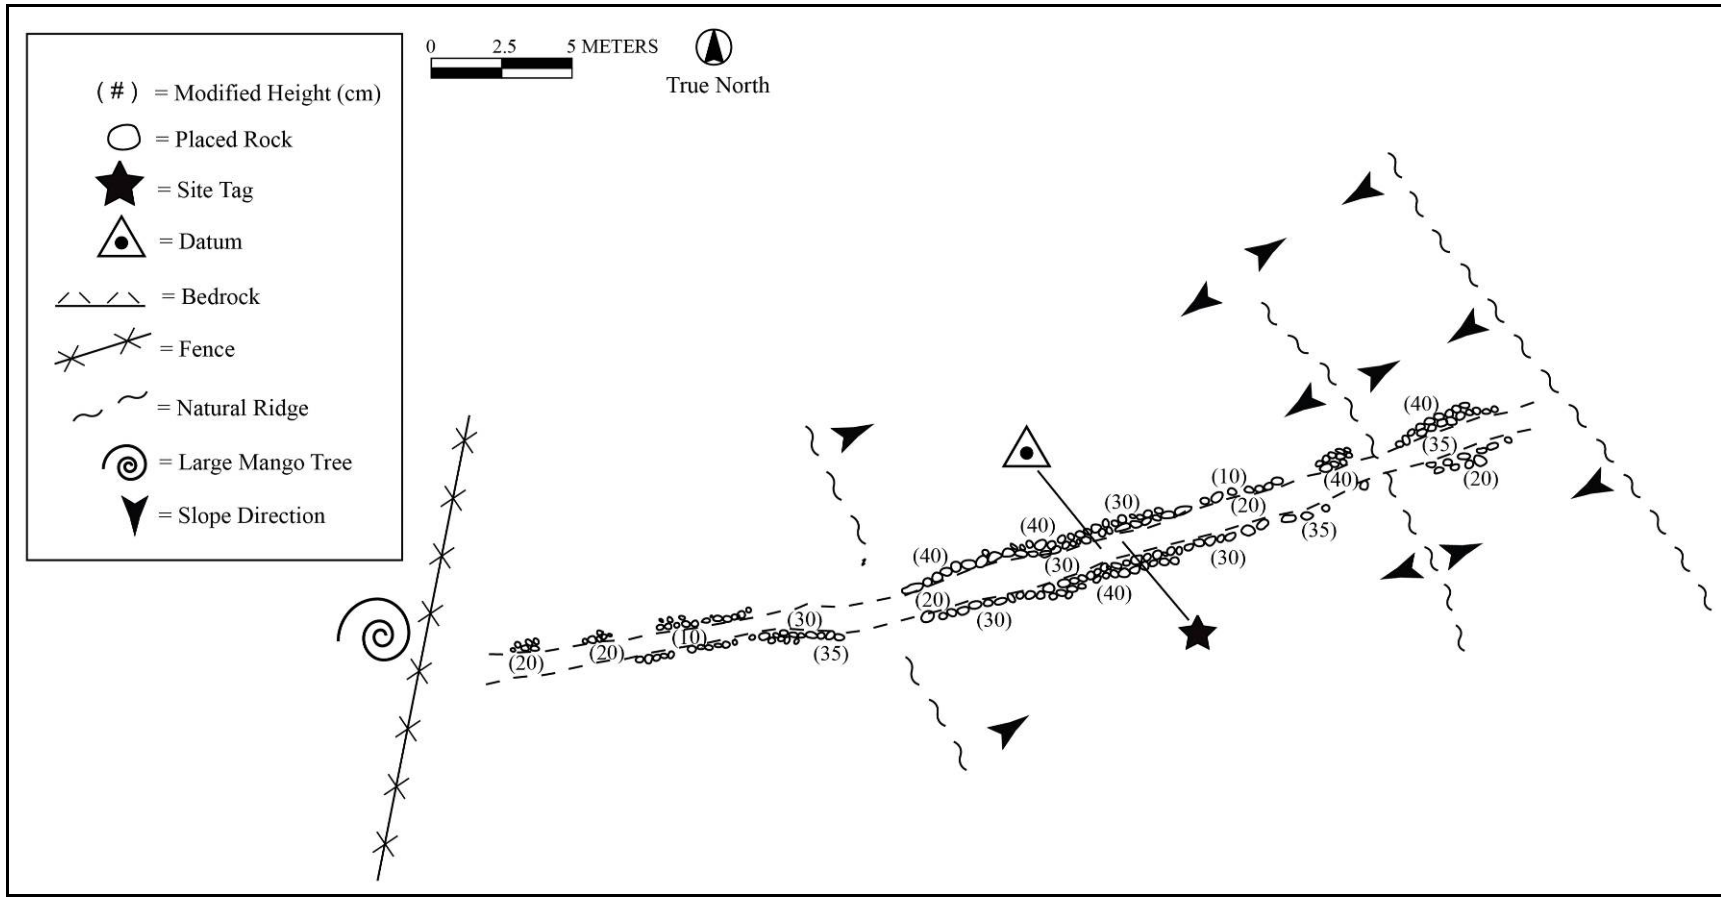 0 2.5 5 METERS
True North
(#) = Modified Height (cm)
= Placed Rock
= Site Tag
= Datum
= Bedrock
= Fence
= Natural Ridge
= Large Mango Tree
= Slope Direction
(40)
(35)
(40)
(20)
(10)
(20)
(30)
(40)
(35)
(40)
(30)
(30)
(40)
(20)
(30)
(30)
(10)
(20)
(20)
(35)